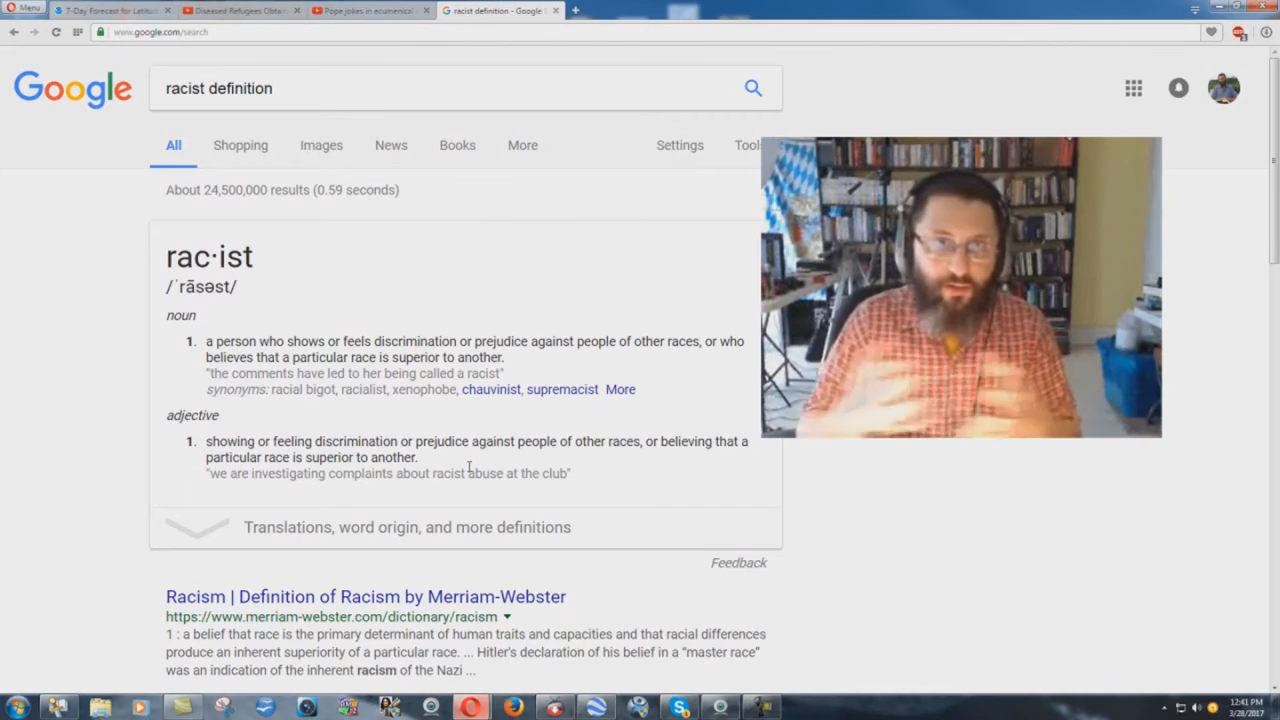 Menu
7-Day Forecast for Latitud
Diseased Refugees Obtain
Pope jokes in ecumenical
racist definition - Google
www.google.com/search
Google
racist definition
All Shopping Images News Books More Settings Tool
About 24,500,000 results (0.59 seconds)
rac·ist
/ˈrāsəst/
noun
1. a person who shows or feels discrimination or prejudice against people of other races, or who
believes that a particular race is superior to another.
"the comments have led to her being called a racist"
synonyms: racial bigot, racialist, xenophobe, chauvinist, supremacist More
adjective
1. showing or feeling discrimination or prejudice against people of other races, or believing that a
particular race is superior to another.
"we are investigating complaints about racist abuse at the club"
Translations, word origin, and more definitions
Feedback
Racism | Definition of Racism by Merriam-Webster
https://www.merriam-webster.com/dictionary/racism
1 : a belief that race is the primary determinant of human traits and capacities and that racial differences
produce an inherent superiority of a particular race. ... Hitler's declaration of his belief in a “master race”
was an indication of the inherent racism of the Nazi ...
12:41 PM
3/28/2017